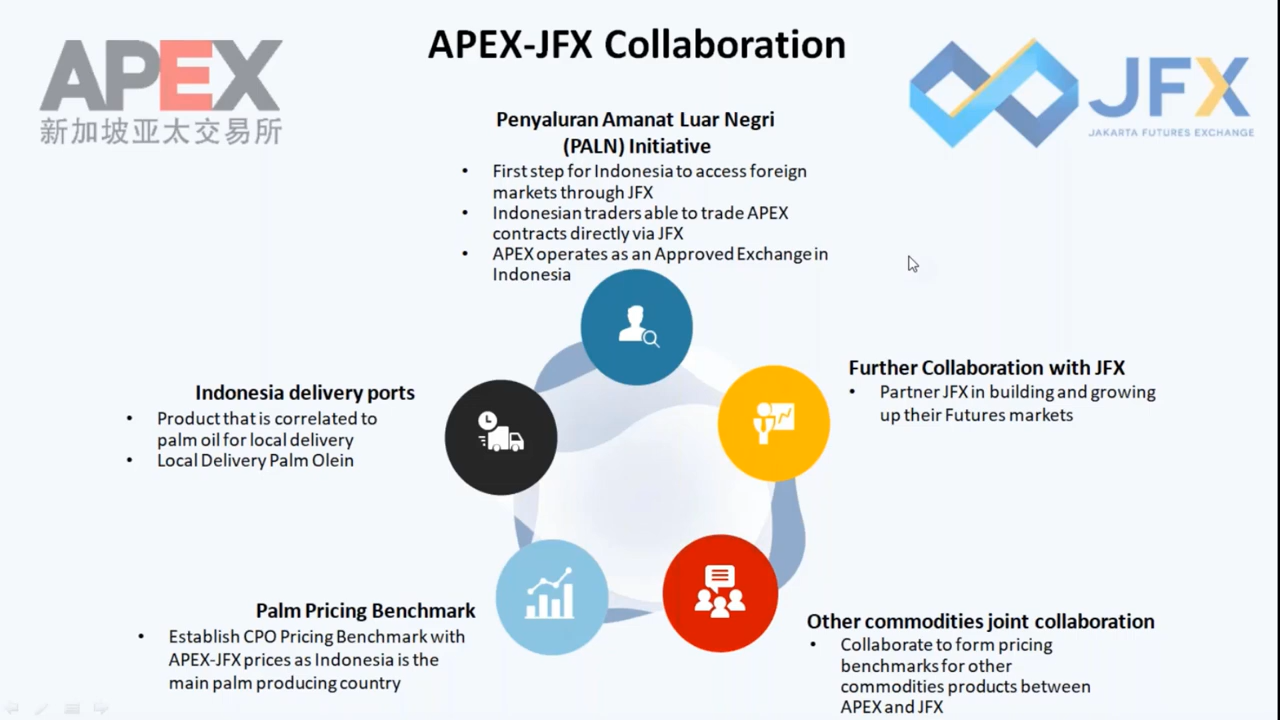 APEX-JFX Collaboration
APEX
新加坡亚太交易所
JFX
JAKARTA FUTURES EXCHANGE
Penyaluran Amanat Luar Negri
(PALN) Initiative
• First step for Indonesia to access foreign
markets through JFX
• Indonesian traders able to trade APEX
contracts directly via JFX
• APEX operates as an Approved Exchange in
Indonesia
Further Collaboration with JFX
• Partner JFX in building and growing
up their Futures markets
Indonesia delivery ports
• Product that is correlated to
palm oil for local delivery
• Local Delivery Palm Olein
Palm Pricing Benchmark
• Establish CPO Pricing Benchmark with
APEX-JFX prices as Indonesia is the
main palm producing country
Other commodities joint collaboration
• Collaborate to form pricing
benchmarks for other
commodities products between
APEX and JFX